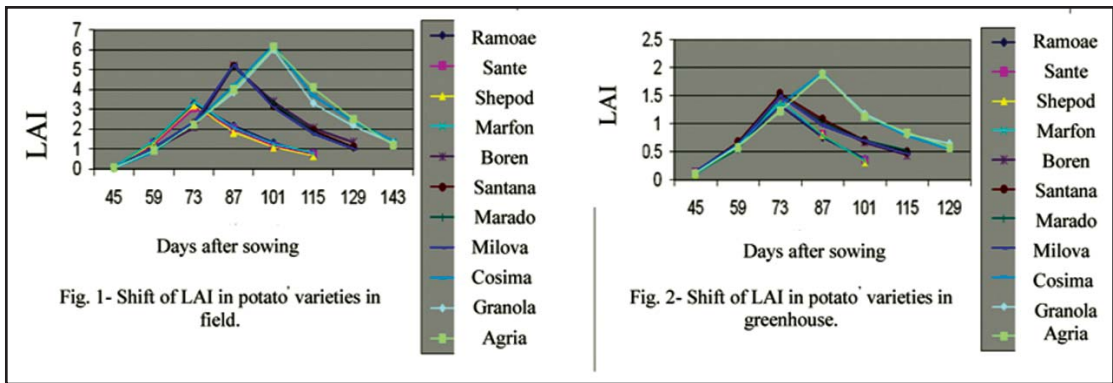 LAI
7
6
5
4
3
2
1
0
45 59 73 87 101 115 129 143
Days after sowing
Fig. 1- Shift of LAI in potato varieties in
field.
Ramoae
Sante
Shepod
Marfon
Boren
Santana
Marado
Milova
Cosima
Granola
Agria
LAI
2.5
2
1.5
1
0.5
0
45 59 73 87 101 115 129
Days after sowing
Fig. 2- Shift of LAI in potato varieties in
greenhouse.
Ramoae
Sante
Shepod
Marfon
Boren
Santana
Marado
Milova
Cosima
Granola
Agria